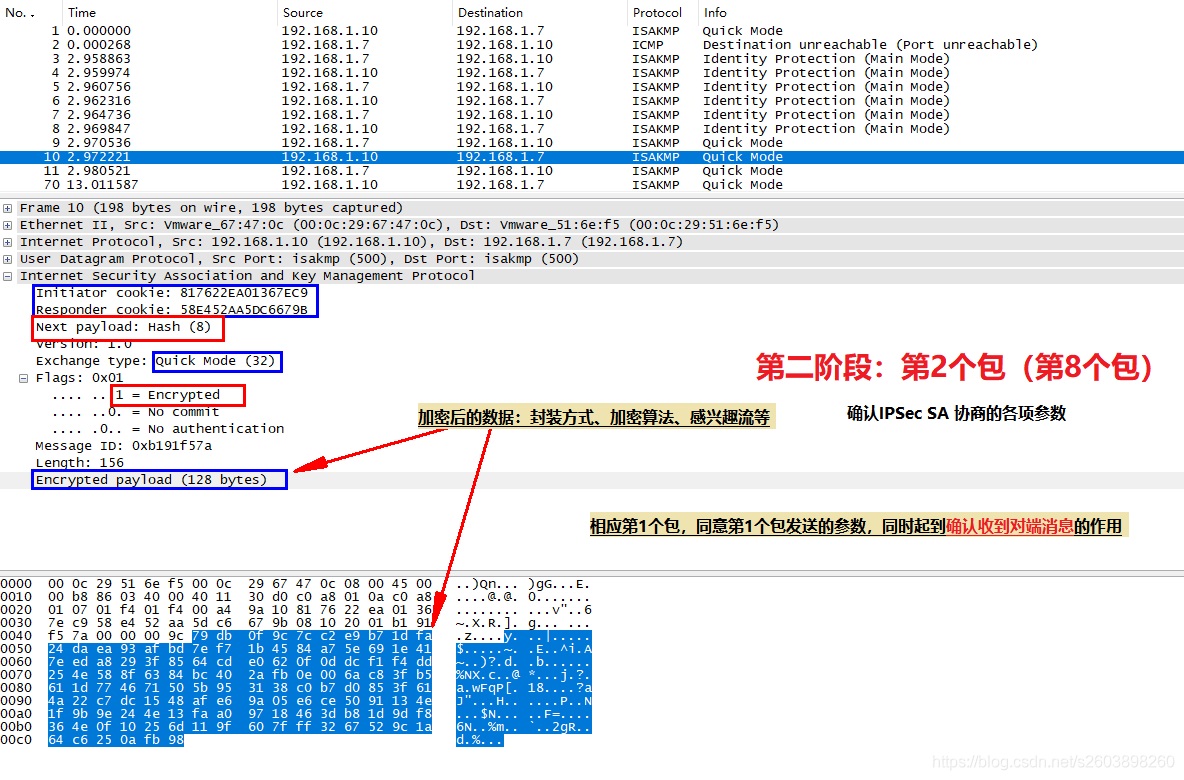 No. . Time Source Destination Protocol Info
1 0.000000 192.168.1.10 192.168.1.7 ISAKMP Quick Mode
2 0.000268 192.168.1.7 192.168.1.10 ICMP Destination unreachable (Port unreachable)
3 2.958863 192.168.1.7 192.168.1.10 ISAKMP Identity Protection (Main Mode)
4 2.959974 192.168.1.10 192.168.1.7 ISAKMP Identity Protection (Main Mode)
5 2.960756 192.168.1.7 192.168.1.10 ISAKMP Identity Protection (Main Mode)
6 2.962316 192.168.1.10 192.168.1.7 ISAKMP Identity Protection (Main Mode)
7 2.964736 192.168.1.7 192.168.1.10 ISAKMP Identity Protection (Main Mode)
8 2.969847 192.168.1.10 192.168.1.7 ISAKMP Identity Protection (Main Mode)
9 2.970536 192.168.1.7 192.168.1.10 ISAKMP Quick Mode
10 2.972221 192.168.1.10 192.168.1.7 ISAKMP Quick Mode
11 2.980521 192.168.1.7 192.168.1.10 ISAKMP Quick Mode
70 13.011587 192.168.1.10 192.168.1.7 ISAKMP Quick Mode
Frame 10 (198 bytes on wire, 198 bytes captured)
Ethernet II, Src: Vmware_67:47:0c (00:0c:29:67:47:0c), Dst: Vmware_51:6e:f5 (00:0c:29:51:6e:f5)
Internet Protocol, Src: 192.168.1.10 (192.168.1.10), Dst: 192.168.1.7 (192.168.1.7)
User Datagram Protocol, Src Port: isakmp (500), Dst Port: isakmp (500)
Internet Security Association and Key Management Protocol
Initiator cookie: 817622EA01367EC9
Responder cookie: 58E452AA5DC6679B
Next payload: Hash (8)
Version: 1.0
Exchange type: Quick Mode (32)
第二阶段：第2个包（第8个包）
Flags: 0x01
.... ...1 = Encrypted
.... ..0. = No commit
确认IPSec SA 协商的各项参数
加密后的数据：封装方式、加密算法、感兴趣流等
.... .0.. = No authentication
Message ID: 0xb191f57a
Length: 156
Encrypted payload (128 bytes)
相应第1个包，同意第1个包发送的参数，同时起到确认收到对端消息的作用
0000 00 0c 29 51 6e f5 00 0c 29 67 47 0c 08 00 45 00 ..)Qn... )gG...E.
0010 00 b8 86 03 40 00 40 11 30 d0 c0 a8 01 0a c0 a8 ....@.@. 0.......
0020 01 07 01 f4 01 f4 00 a4 9a 10 81 76 22 ea 01 36 ........ ...v"..6
0030 7e c9 58 e4 52 aa 5d c6 67 9b 08 10 20 01 b1 91 ~.X.R.]. g... ...
0040 f5 7a 00 00 00 9c 79 db 0f 9c 7c c2 e9 b7 1d fa .z....y. ..|.....
0050 24 da ea 93 af bd 7e f7 1b 45 84 a7 5e 69 1e 41 $.....~. .E..^i.A
0060 7e ed a8 29 3f 85 64 cd e0 62 0f 0d dc f1 f4 dd ~..)?.d. .b......
0070 25 4e 58 8f 63 84 bc 40 2a fb 0e 00 6a c8 3f b5 %NX.c..@ *...j.?.
0080 61 1d 77 46 71 50 5b 95 31 38 c0 b7 d0 85 3f 61 a.wFqP[. 18....?a
0090 4a 22 c7 dc 15 48 af e6 9a 05 e6 ce 50 91 13 4e J"...H.. ....P..N
00a0 1f 9b 9e 24 4e 13 fa a0 97 18 46 3d b8 1d 9d f8 ...$N... ..F=....
00b0 36 4e 0f 10 25 6d 11 9f 60 7f ff 32 67 52 9c 1a 6N..%m.. `..2gR..
00c0 64 c6 25 0a fb 98 d.%...
https://blog.csdn.net/s2603898260